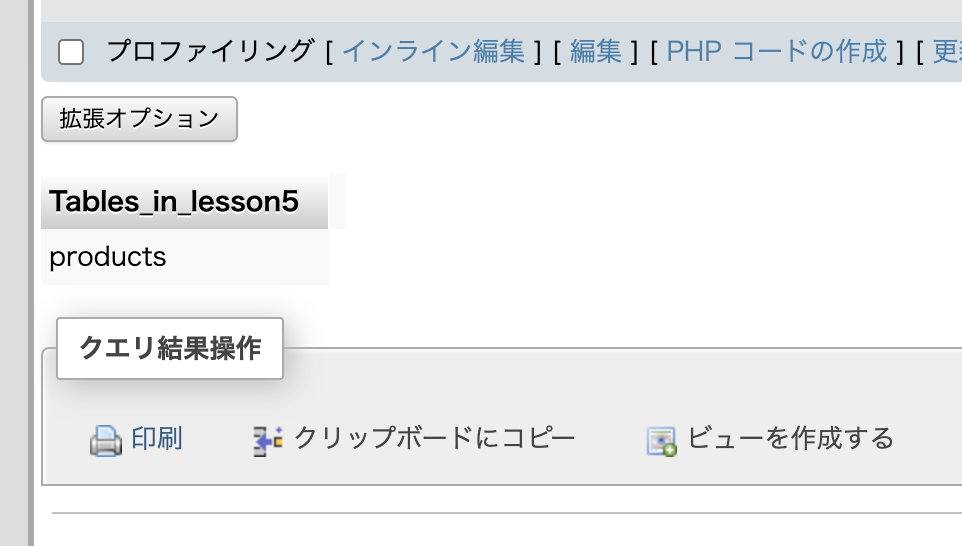 プロファイリング [ インライン編集 ] [ 編集 ] [ PHP コードの作成 ] [ 更
拡張オプション
Tables_in_lesson5
products
クエリ結果操作
印刷 クリップボードにコピー ビューを作成する